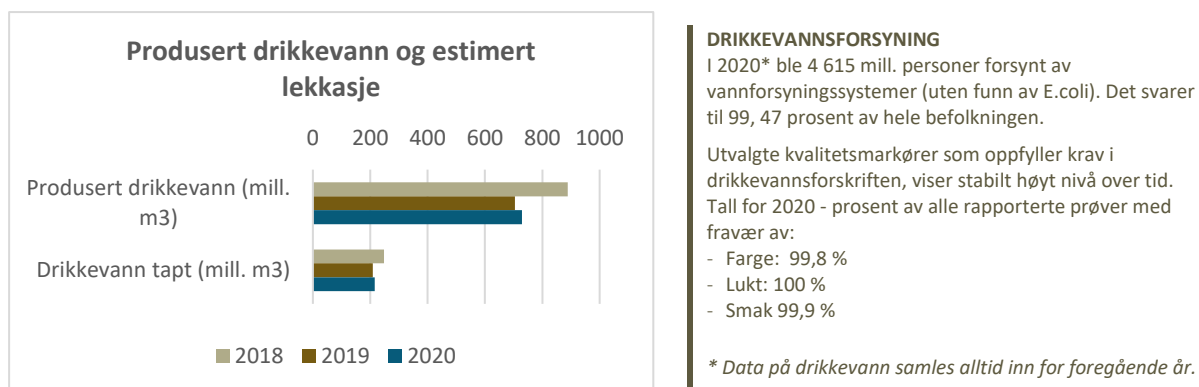 Produsert drikkevann og estimert
lekkasje
0 200 400 600 800 1000
Produsert drikkevann (mill.
m3)
Drikkevann tapt (mill. m3)
2018 2019 2020
DRIKKEVANNSFORSYNING
I 2020* ble 4 615 mill. personer forsynt av
vannforsyningssystemer (uten funn av E.coli). Det svarer
til 99, 47 prosent av hele befolkningen.
Utvalgte kvalitetsmarkører som oppfyller krav i
drikkevannsforskriften, viser stabilt høyt nivå over tid.
Tall for 2020 - prosent av alle rapporterte prøver med
fravær av:
- Farge: 99,8 %
- Lukt: 100 %
- Smak 99,9 %
* Data på drikkevann samles alltid inn for foregående år.